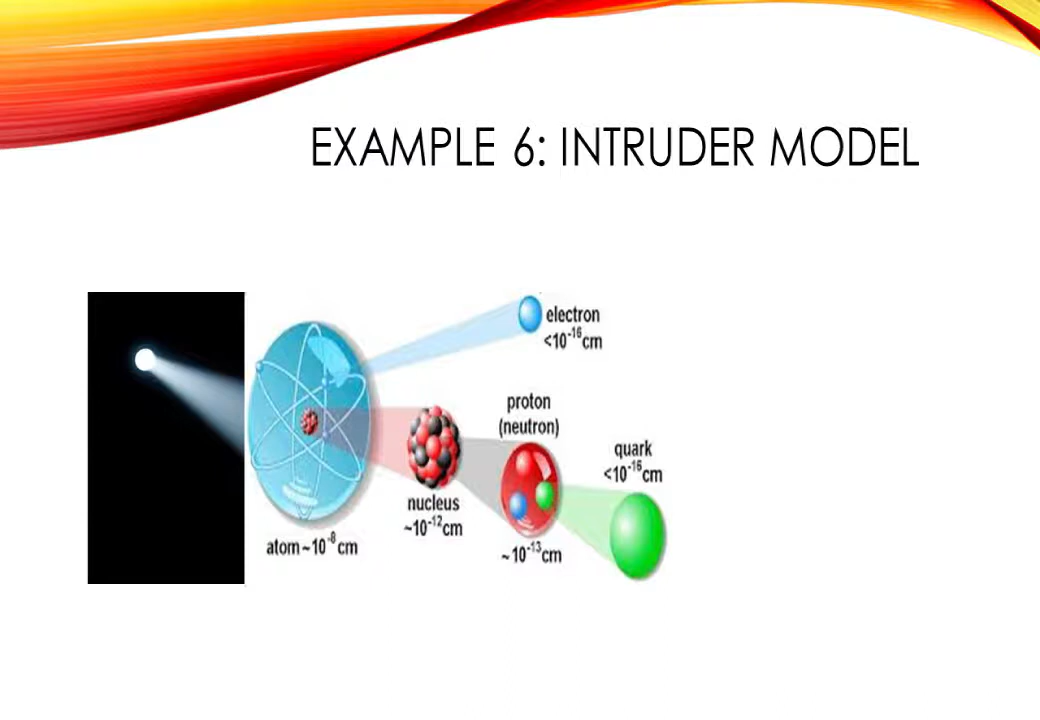 EXAMPLE 6: INTRUDER MODEL
electron
<10⁻¹⁶cm
proton
(neutron)
quark
<10⁻¹⁶cm
nucleus
~10⁻¹²cm
atom~10⁻⁸cm
~10⁻¹³cm